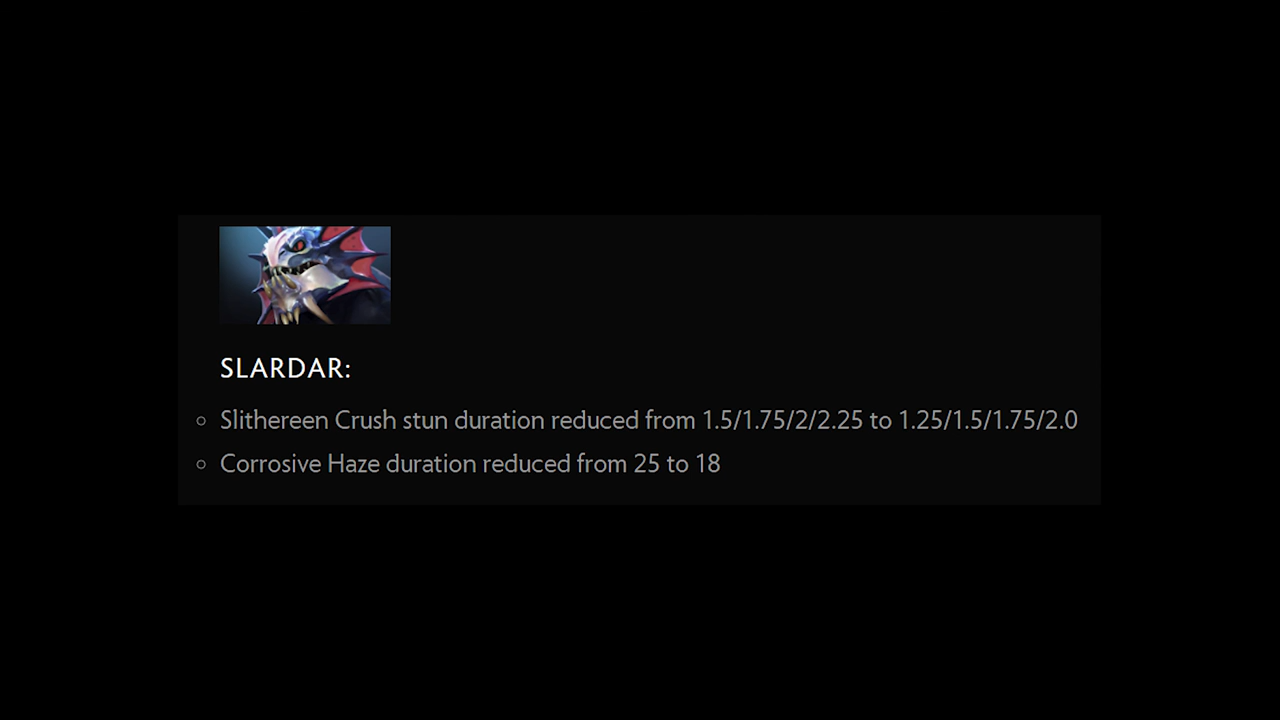 SLARDAR:
Slithereen Crush stun duration reduced from 1.5/1.75/2/2.25 to 1.25/1.5/1.75/2.0
Corrosive Haze duration reduced from 25 to 18